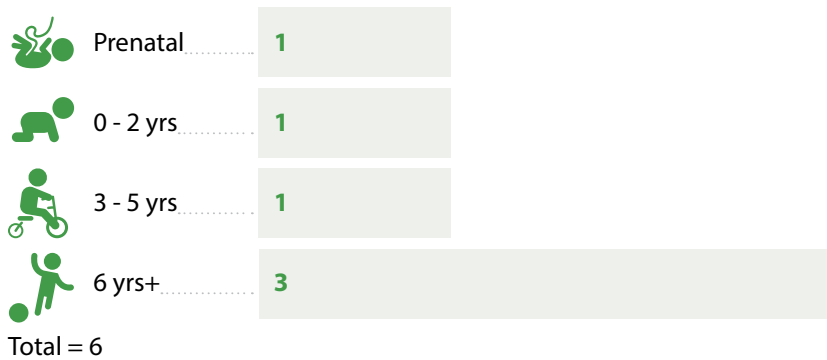 Prenatal 1
0 - 2 yrs 1
3 - 5 yrs 1
6 yrs+ 3
Total = 6